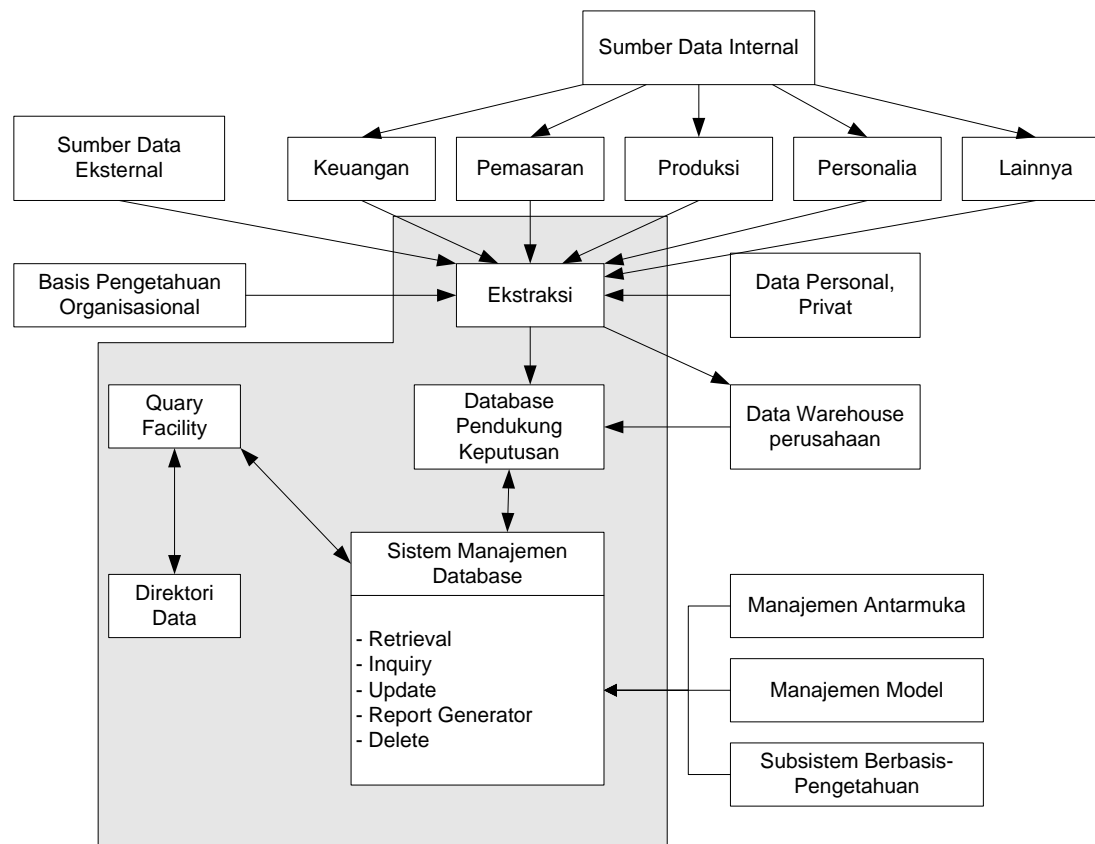 Sumber Data Internal
Sumber Data
Eksternal
Keuangan
Pemasaran
Produksi
Personalia
Lainnya
Basis Pengetahuan
Organisasional
Ekstraksi
Data Personal,
Privat
Quary
Facility
Database
Pendukung
Keputusan
Data Warehouse
perusahaan
Sistem Manajemen
Database
Direktori
Data
- Retrieval
- Inquiry
- Update
- Report Generator
- Delete
Manajemen Antarmuka
Manajemen Model
Subsistem Berbasis-
Pengetahuan